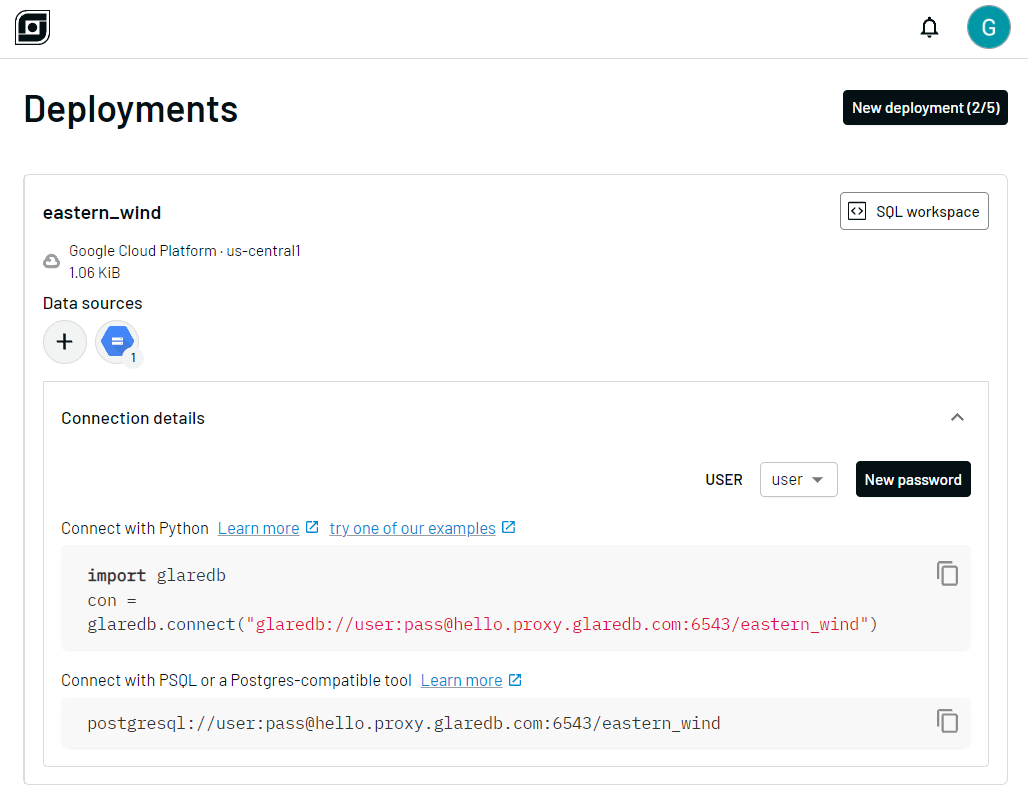 G
Deployments
New deployment (2/5)
eastern_wind
SQL workspace
Google Cloud Platform · us-central1
1.06 KiB
Data sources
1
Connection details
USER
user
New password
Connect with Python Learn more try one of our examples
import glaredb
con =
glaredb.connect("glaredb://user:pass@hello.proxy.glaredb.com:6543/eastern_wind")
Connect with PSQL or a Postgres-compatible tool Learn more
postgresql://user:pass@hello.proxy.glaredb.com:6543/eastern_wind